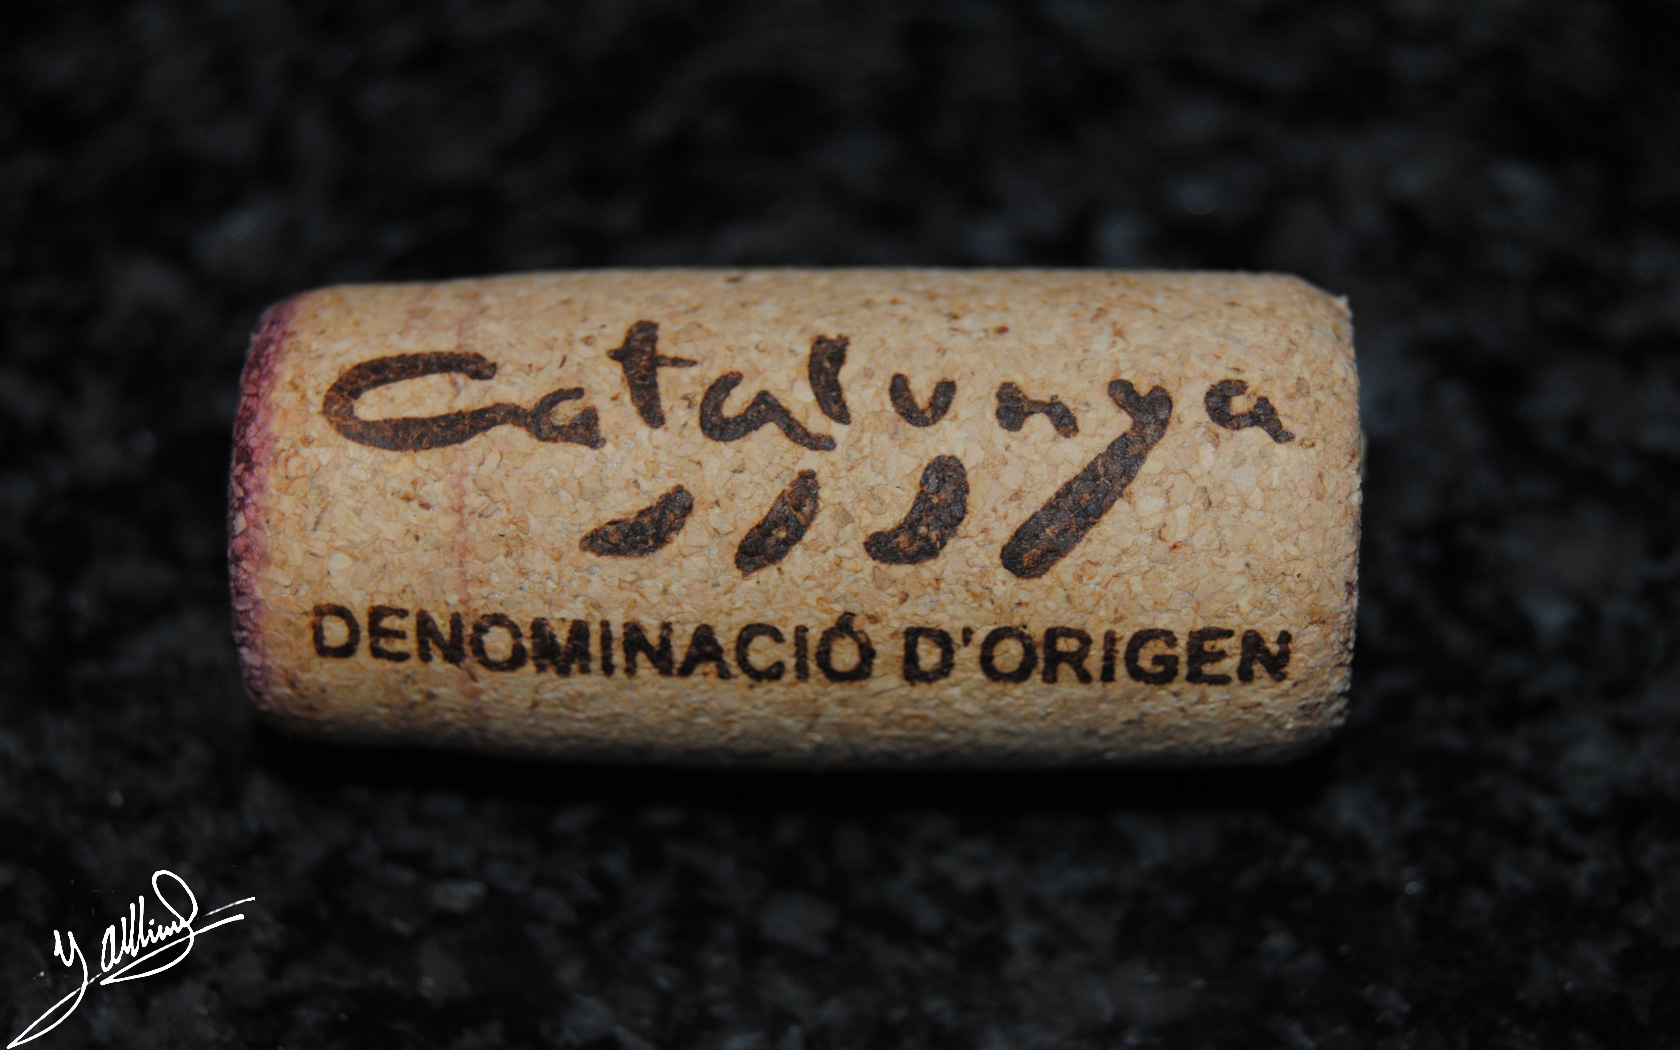 Catalunya
DENOMINACIÓ D'ORIGEN